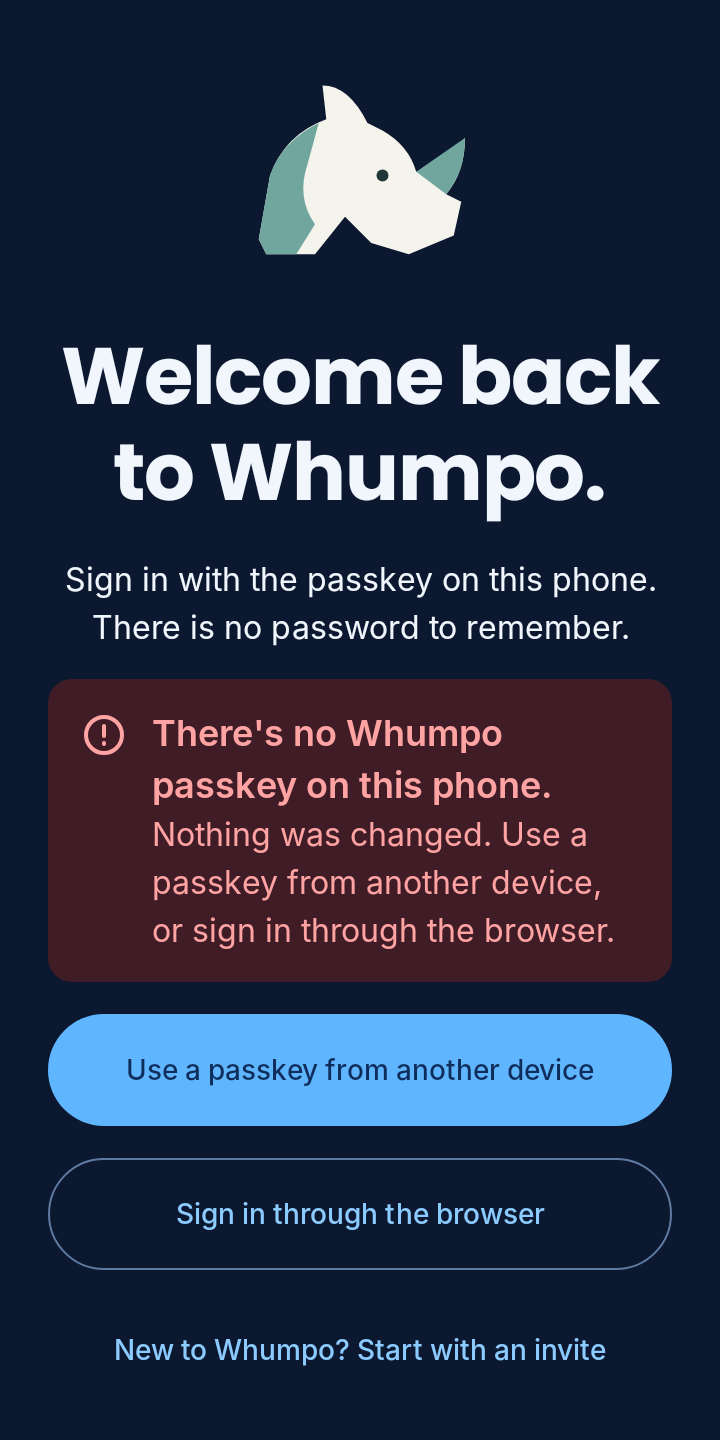 Welcome back
to Whumpo.
Sign in with the passkey on this phone.
There is no password to remember.
There's no Whumpo
passkey on this phone.
Nothing was changed. Use a
passkey from another device,
or sign in through the browser.
Use a passkey from another device
Sign in through the browser
New to Whumpo? Start with an invite